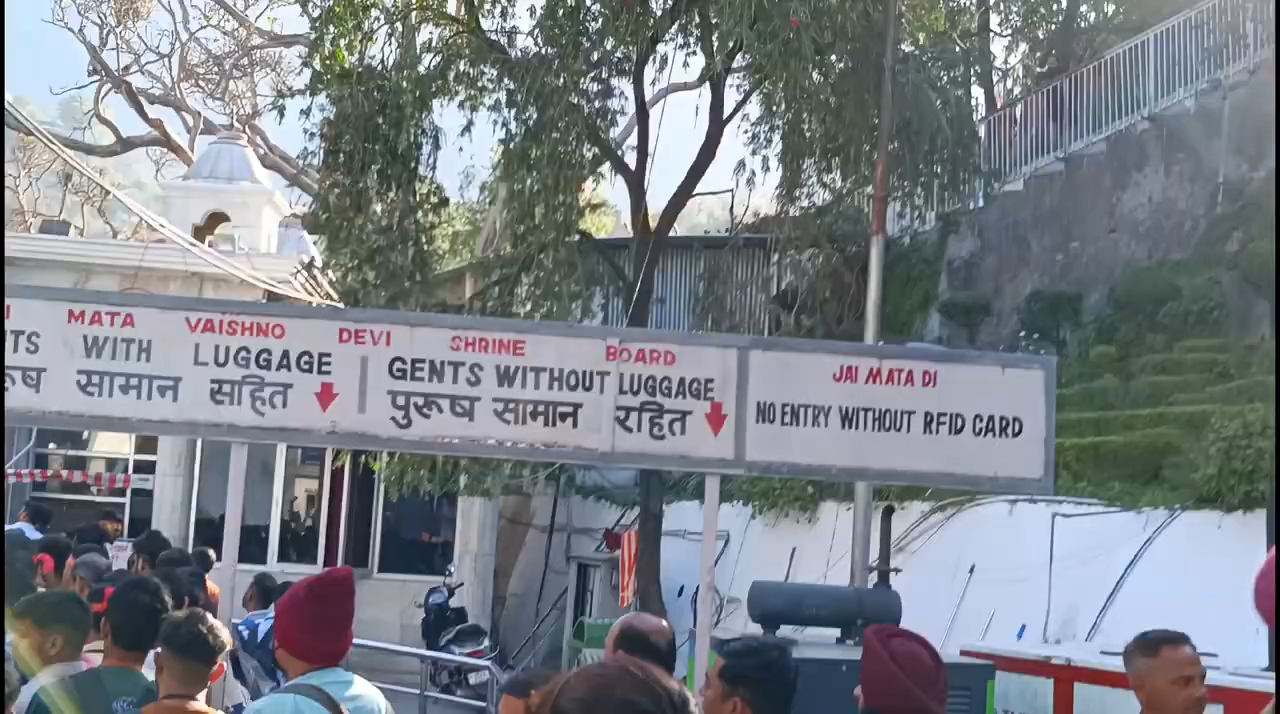 MATA VAISHNO DEVI SHRINE BOARD
WITH LUGGAGE
सामान सहित
GENTS WITHOUT LUGGAGE
पुरूष सामान रहित
JAI MATA DI
NO ENTRY WITHOUT RFID CARD